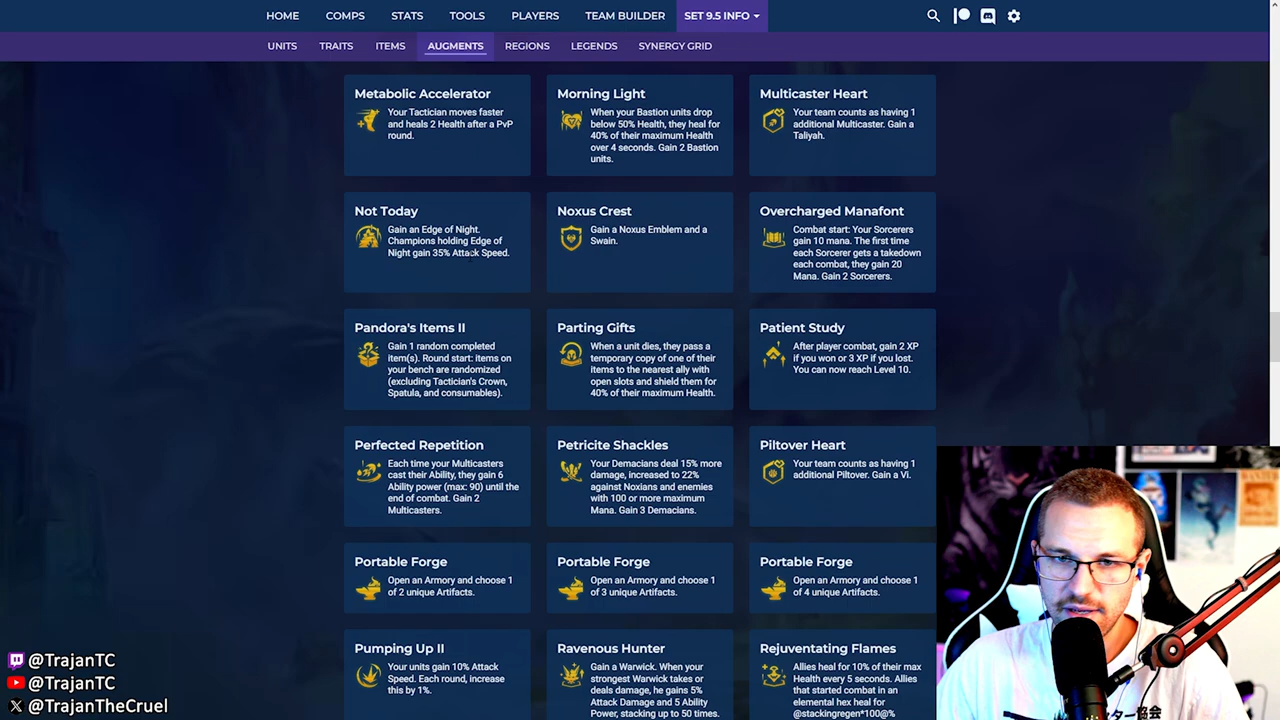 HOME COMPS STATS TOOLS PLAYERS TEAM BUILDER SET 9.5 INFO
UNITS TRAITS ITEMS AUGMENTS REGIONS LEGENDS SYNERGY GRID
Metabolic Accelerator
Your Tactician moves faster
and heals 2 Health after a PvP
round.
Morning Light
When your Bastion units drop
below 50% Health, they heal for
40% of their maximum Health
over 4 seconds. Gain 2 Bastion
units.
Multicaster Heart
Your team counts as having 1
additional Multicaster. Gain a
Taliyah.
Not Today
Gain an Edge of Night.
Champions holding Edge of
Night gain 35% Attack Speed.
Noxus Crest
Gain a Noxus Emblem and a
Swain.
Overcharged Manafont
Combat start: Your Sorcerers
gain 10 mana. The first time
each Sorcerer gets a takedown
each combat, they gain 20
Mana. Gain 2 Sorcerers.
Pandora's Items II
Gain 1 random completed
item(s). Round start: items on
your bench are randomized
(excluding Tactician's Crown,
Spatula, and consumables).
Parting Gifts
When a unit dies, they pass a
temporary copy of one of their
items to the nearest ally with
open slots and shield them for
40% of their maximum Health.
Patient Study
After player combat, gain 2 XP
if you won or 3 XP if you lost.
You can now reach Level 10.
Perfected Repetition
Each time your Multicasters
cast their Ability, they gain 6
Ability power (max: 90) until the
end of combat. Gain 2
Multicasters.
Petricite Shackles
Your Demacians deal 15% more
damage, increased to 22%
against Noxians and enemies
with 100 or more maximum
Mana. Gain 3 Demacians.
Piltover Heart
Your team counts as having 1
additional Piltover. Gain a Vi.
Portable Forge
Open an Armory and choose 1
of 2 unique Artifacts.
Portable Forge
Open an Armory and choose 1
of 3 unique Artifacts.
Portable Forge
Open an Armory and choose 1
of 4 unique Artifacts.
Pumping Up II
Your units gain 10% Attack
Speed. Each round, increase
this by 1%.
Ravenous Hunter
Gain a Warwick. When your
strongest Warwick takes or
deals damage, he gains 5%
Attack Damage and 5 Ability
Power, stacking up to 50 times.
Rejuventating Flames
Allies heal for 10% of their max
Health every 5 seconds. Allies
that started combat in an
elemental hex heal for
@stackingregen*100@%
@TrajanTC
@TrajanTC
@TrajanTheCruel